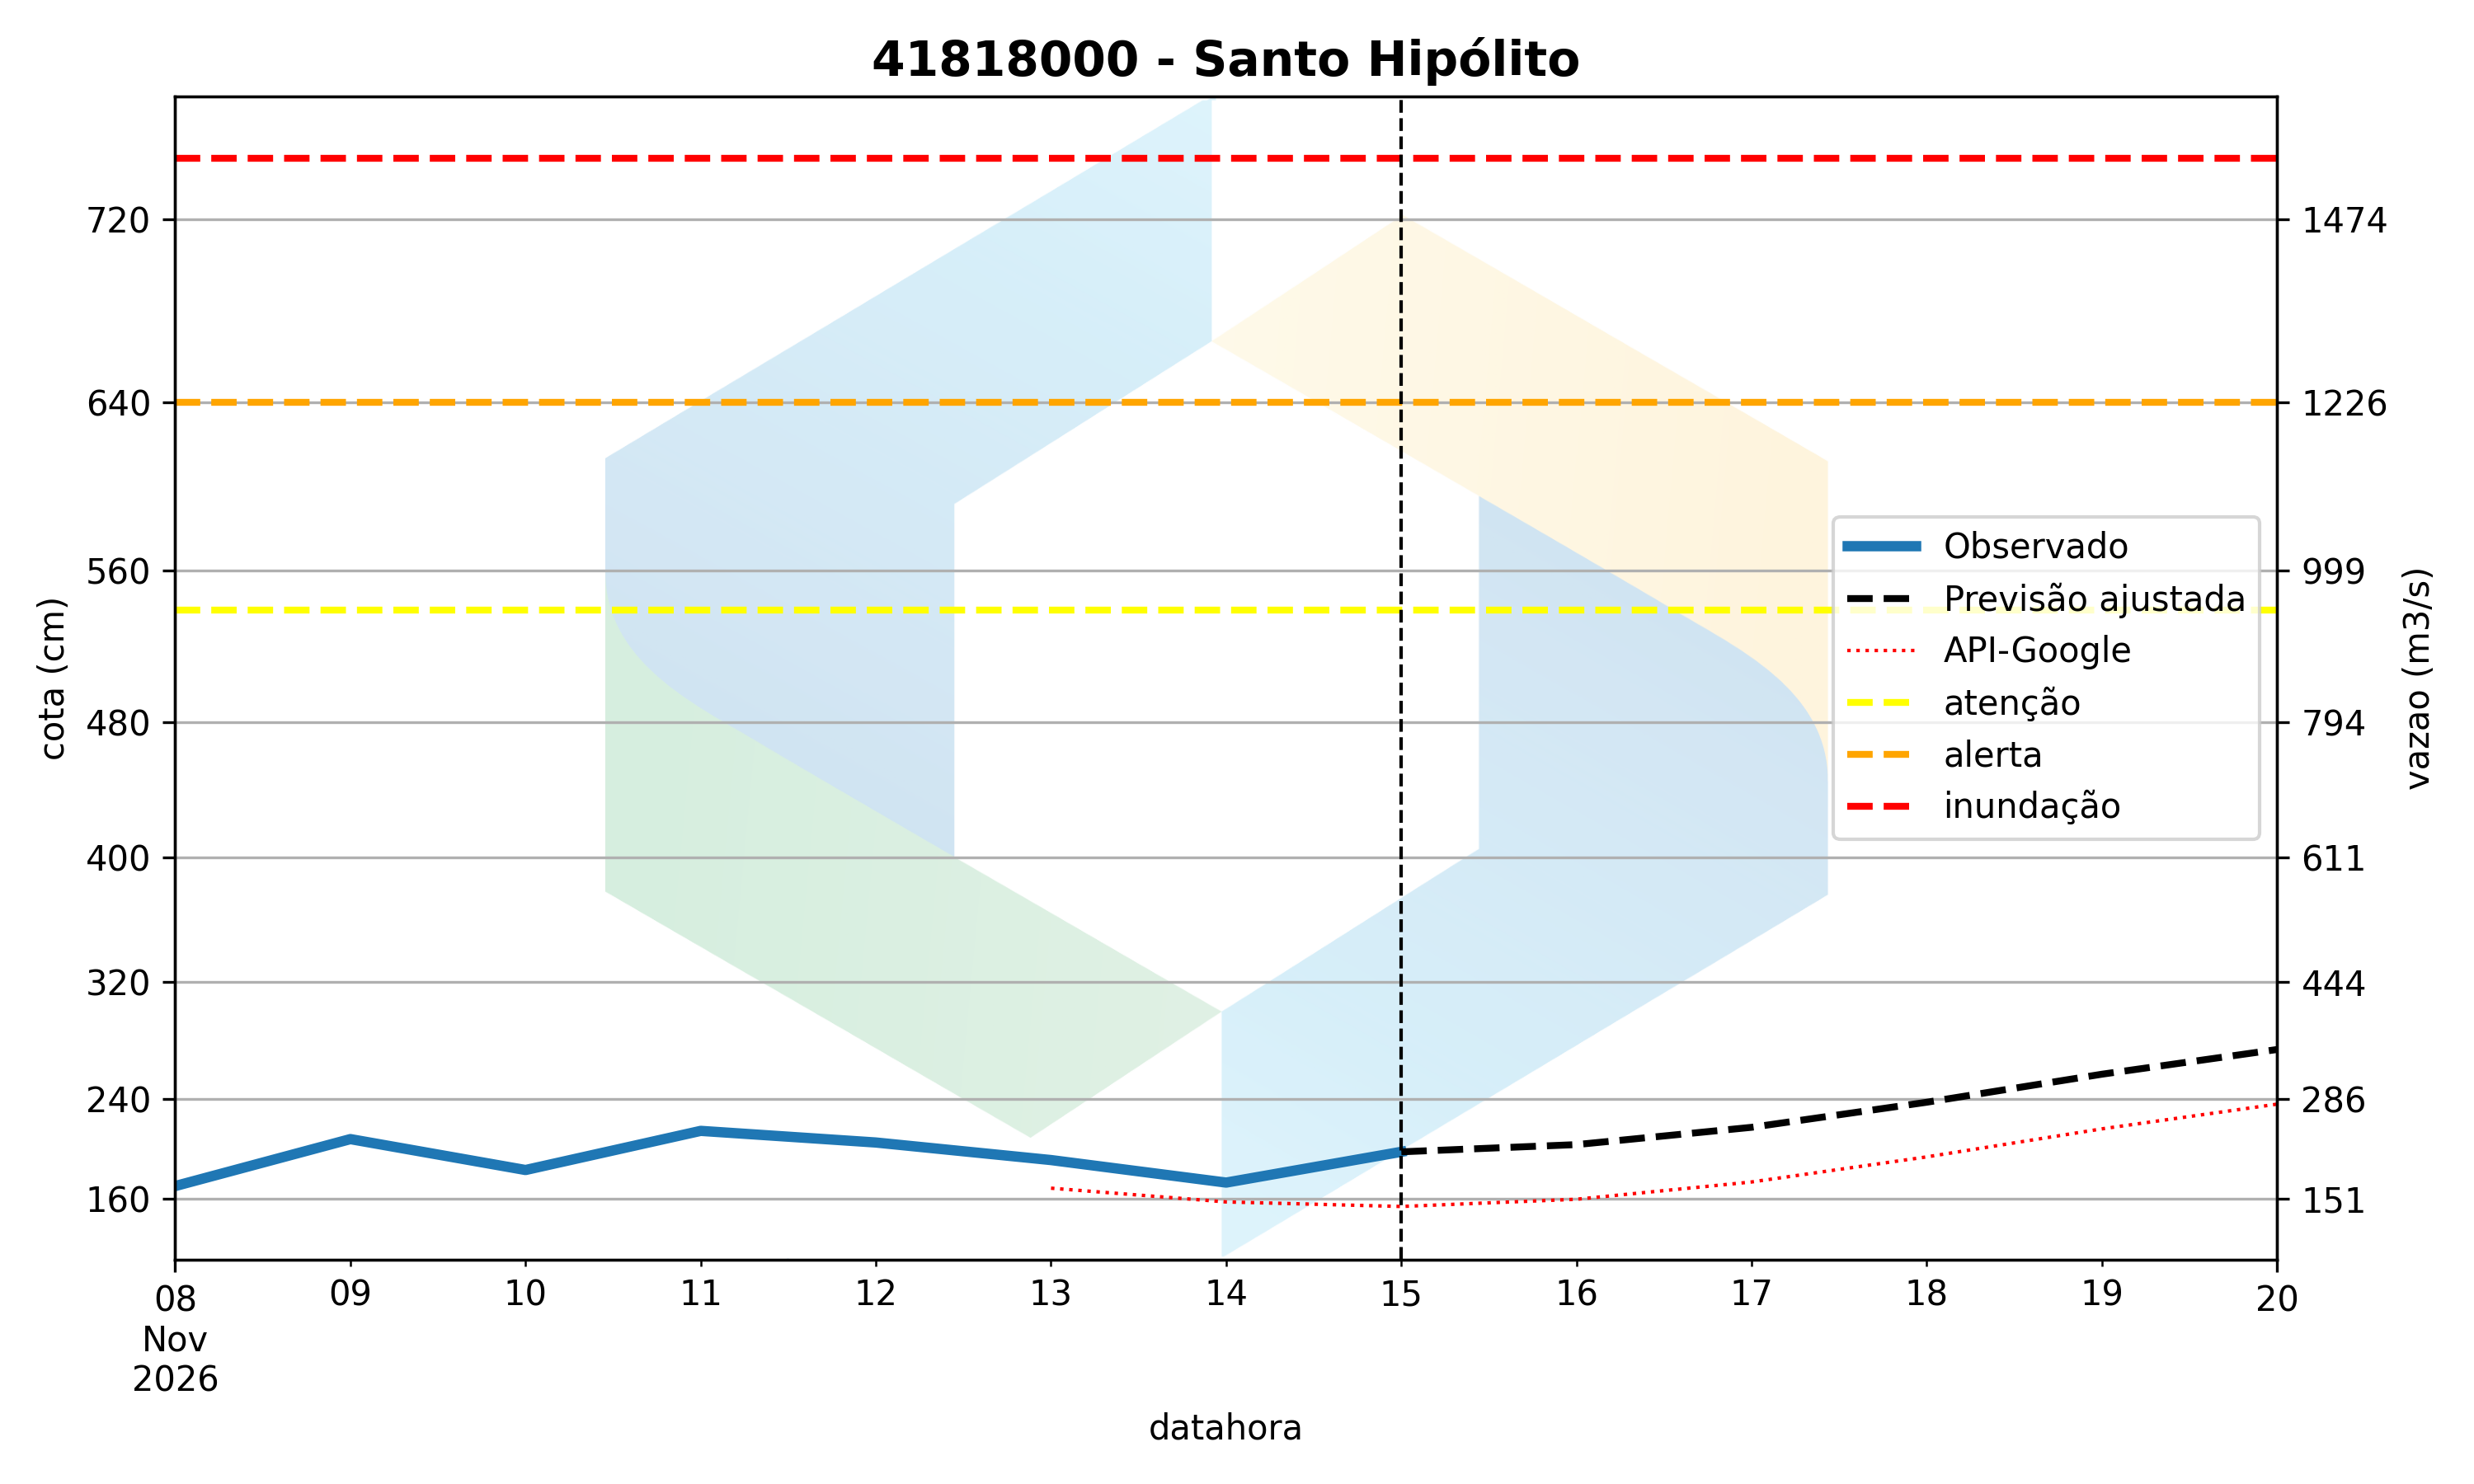 41818000 - Santo Hipólito
cota (cm)
720
640
560
480
400
320
240
160
1474
1226
999
794
611
444
286
151
vazao (m3/s)
Observado
Previsão ajustada
API-Google
atenção
alerta
inundação
08
Nov
2026
09
10
11
12
13
14
15
16
17
18
19
20
datahora